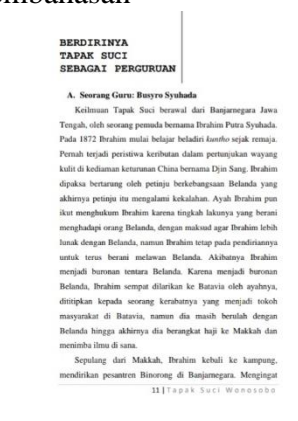 embahasan
BERDIRINYA
TAPAK SUCI
SEBAGAI PERGURUAN
A. Seorang Guru: Busyro Syuhada
Keilmuan Tapak Suci berawal dari Banjarnegara Jawa
Tengah, oleh seorang pemuda bernama Ibrahim Putra Syuhada.
Pada 1872 Ibrahim mulai belajar beladiri kuntho sejak remaja.
Pernah terjadi peristiwa keributan dalam pertunjukan wayang
kulit di kediaman keturunan China bernama Djin Sang. Ibrahim
dipaksa bertarung oleh petinju berkebangsaan Belanda yang
akhirnya petinju itu mengalami kekalahan. Ayah Ibrahim pun
ikut menghukum Ibrahim karena tingkah lakunya yang berani
menghadapi orang Belanda, dengan maksud agar Ibrahim lebih
lunak dengan Belanda, namun Ibrahim tetap pada pendiriannya
untuk terus berani melawan Belanda. Akibatnya Ibrahim
menjadi buronan tentara Belanda. Karena menjadi buronan
Belanda, Ibrahim sempat dilarikan ke Batavia oleh ayahnya,
dititipkan kepada seorang kerabatnya yang menjadi tokoh
masyarakat di Batavia, namun dia masih berulah dengan
Belanda hingga akhirnya dia berangkat haji ke Makkah dan
menimba ilmu di sana.
Sepulang dari Makkah, Ibrahim kebali ke kampung,
mendirikan pesantren Binorong di Banjarnegara. Mengingat
11 | Tapak Suci Wonosobo